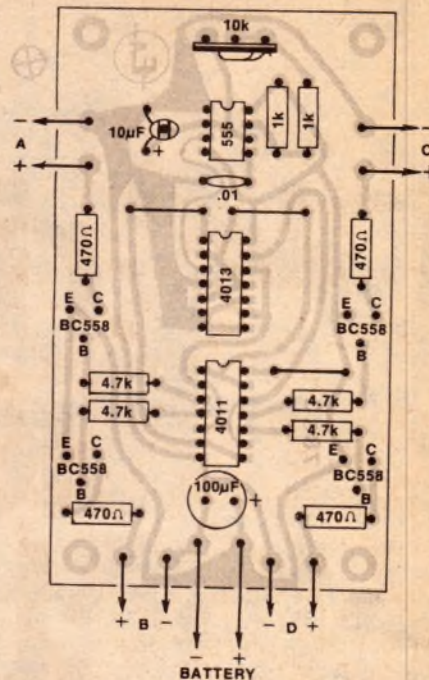 10k
10µF
+
555
1k
1k
−
A
+
−
C
.01
470Ω
470Ω
4013
E
C
BC558
B
E
C
BC558
B
4.7k
4.7k
4011
4.7k
4.7k
E
C
BC558
B
E
C
BC558
B
100µF
+
470Ω
470Ω
+
B
−
−
D
+
−
+
BATTERY